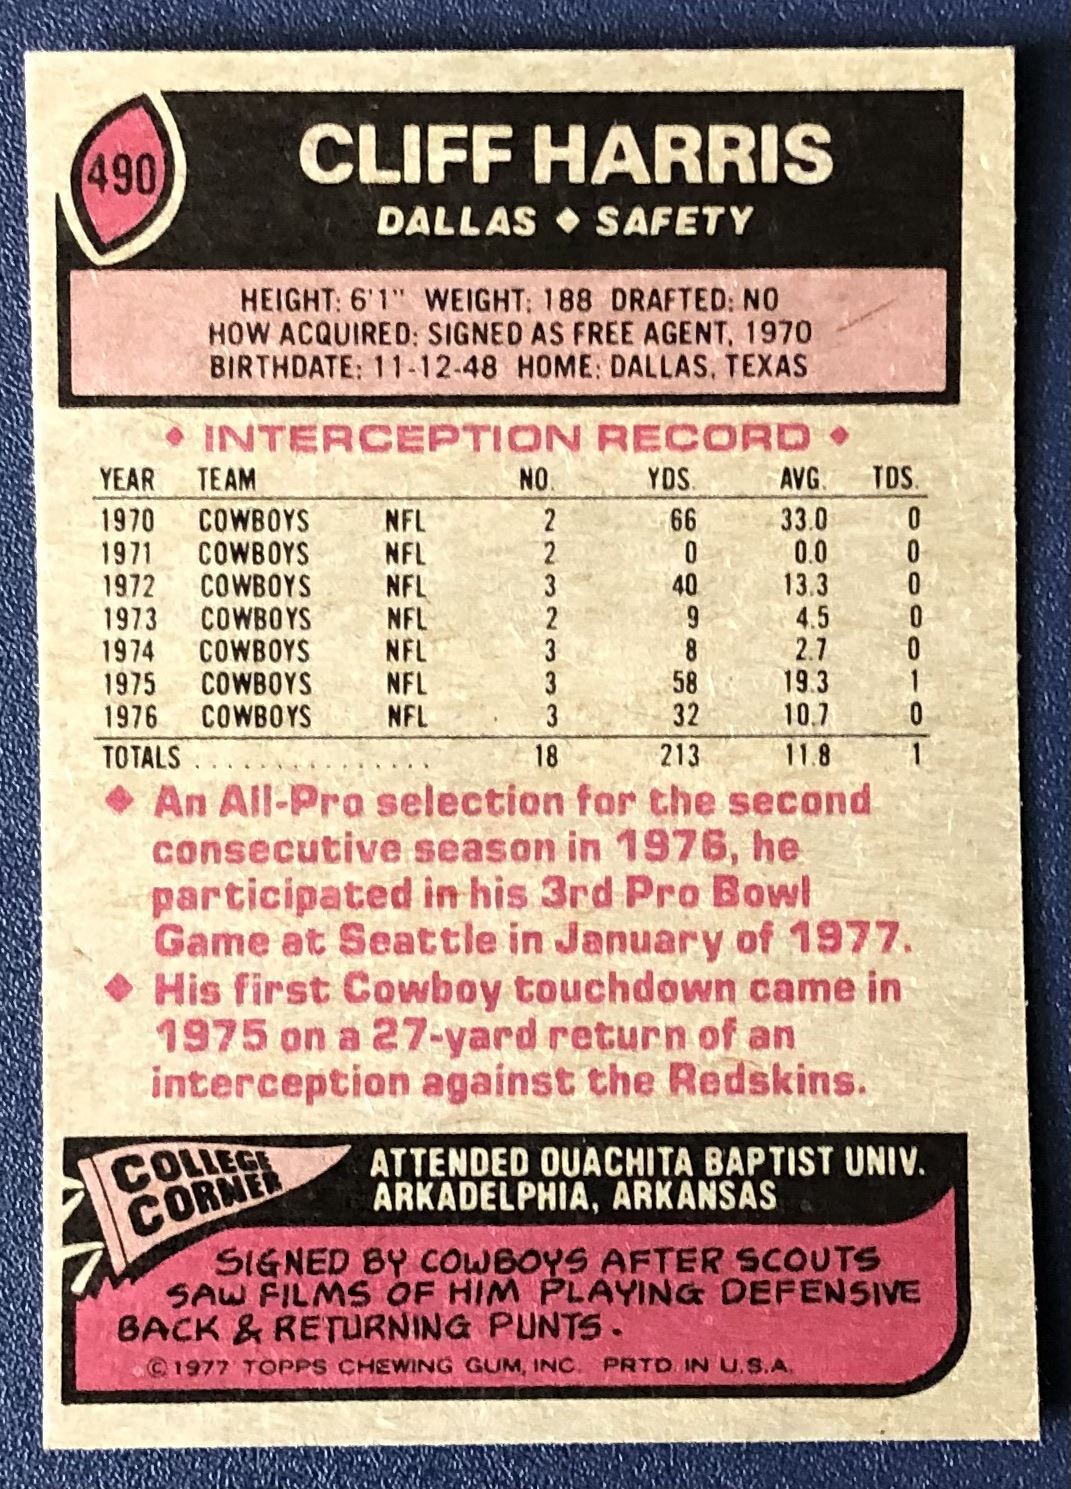 490
CLIFF HARRIS
DALLAS ◆ SAFETY
HEIGHT: 6'1" WEIGHT: 188 DRAFTED: NO
HOW ACQUIRED: SIGNED AS FREE AGENT, 1970
BIRTHDATE: 11-12-48 HOME: DALLAS, TEXAS
◆ INTERCEPTION RECORD ◆
YEAR TEAM NO. YDS. AVG. TDS.
1970 COWBOYS NFL 2 66 33.0 0
1971 COWBOYS NFL 2 0 0.0 0
1972 COWBOYS NFL 3 40 13.3 0
1973 COWBOYS NFL 2 9 4.5 0
1974 COWBOYS NFL 3 8 2.7 0
1975 COWBOYS NFL 3 58 19.3 1
1976 COWBOYS NFL 3 32 10.7 0
TOTALS . . . . . . . . . . . . . . . 18 213 11.8 1
◆ An All-Pro selection for the second
consecutive season in 1976, he
participated in his 3rd Pro Bowl
Game at Seattle in January of 1977.
◆ His first Cowboy touchdown came in
1975 on a 27-yard return of an
interception against the Redskins.
COLLEGE
CORNER
ATTENDED OUACHITA BAPTIST UNIV.
ARKADELPHIA, ARKANSAS
SIGNED BY COWBOYS AFTER SCOUTS
SAW FILMS OF HIM PLAYING DEFENSIVE
BACK & RETURNING PUNTS.
© 1977 TOPPS CHEWING GUM, INC. PRTD. IN U.S.A.